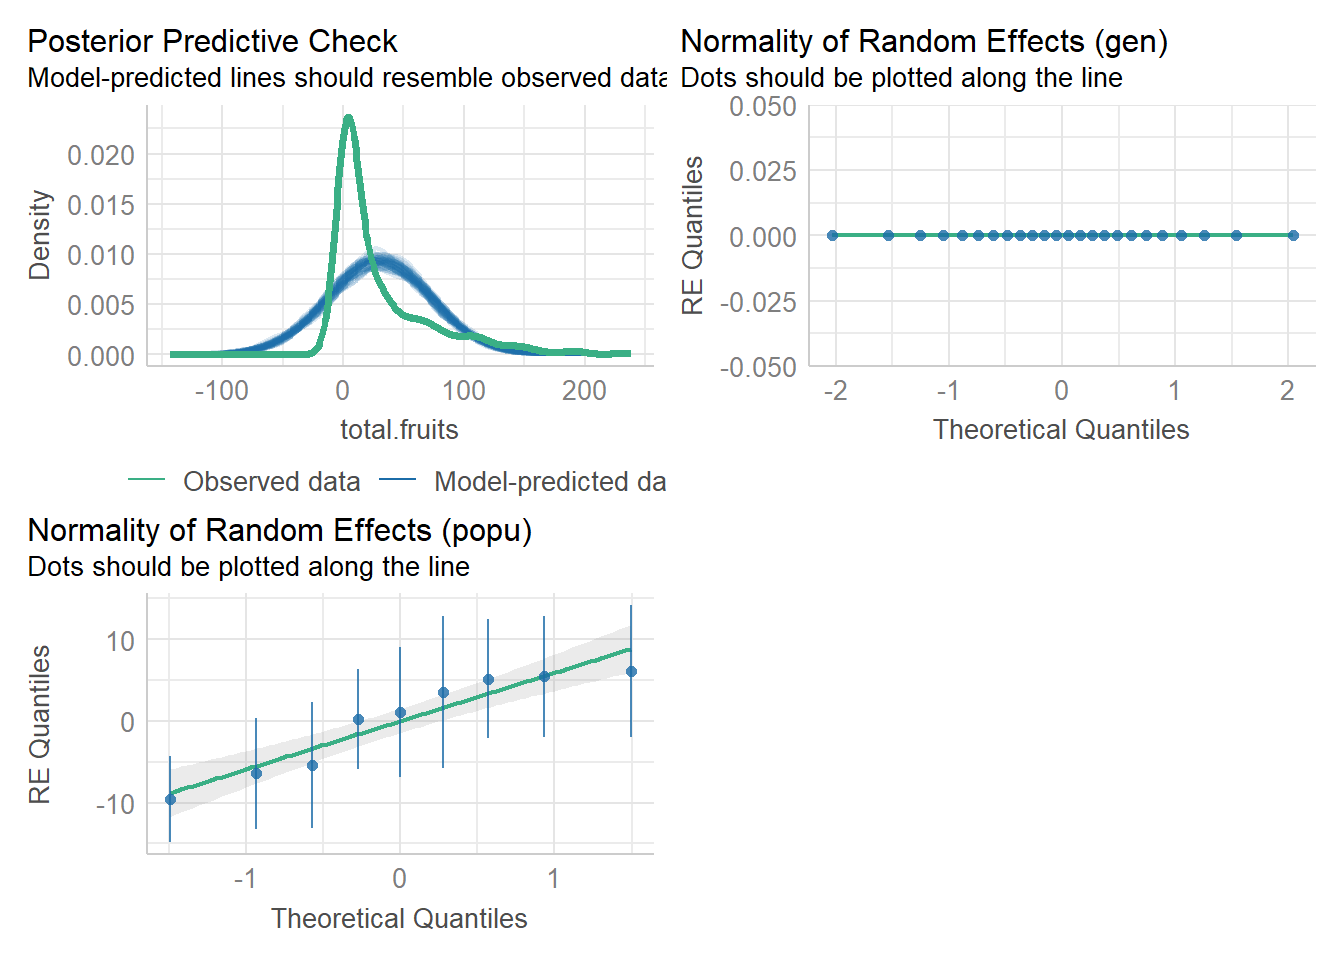 Posterior Predictive Check
Model-predicted lines should resemble observed data
Density
0.020
0.015
0.010
0.005
0.000
-100 0 100 200
total.fruits
Observed data Model-predicted da
Normality of Random Effects (gen)
Dots should be plotted along the line
RE Quantiles
0.050
0.025
0.000
-0.025
-0.050
-2 -1 0 1 2
Theoretical Quantiles
Normality of Random Effects (popu)
Dots should be plotted along the line
RE Quantiles
10
0
-10
-1 0 1
Theoretical Quantiles